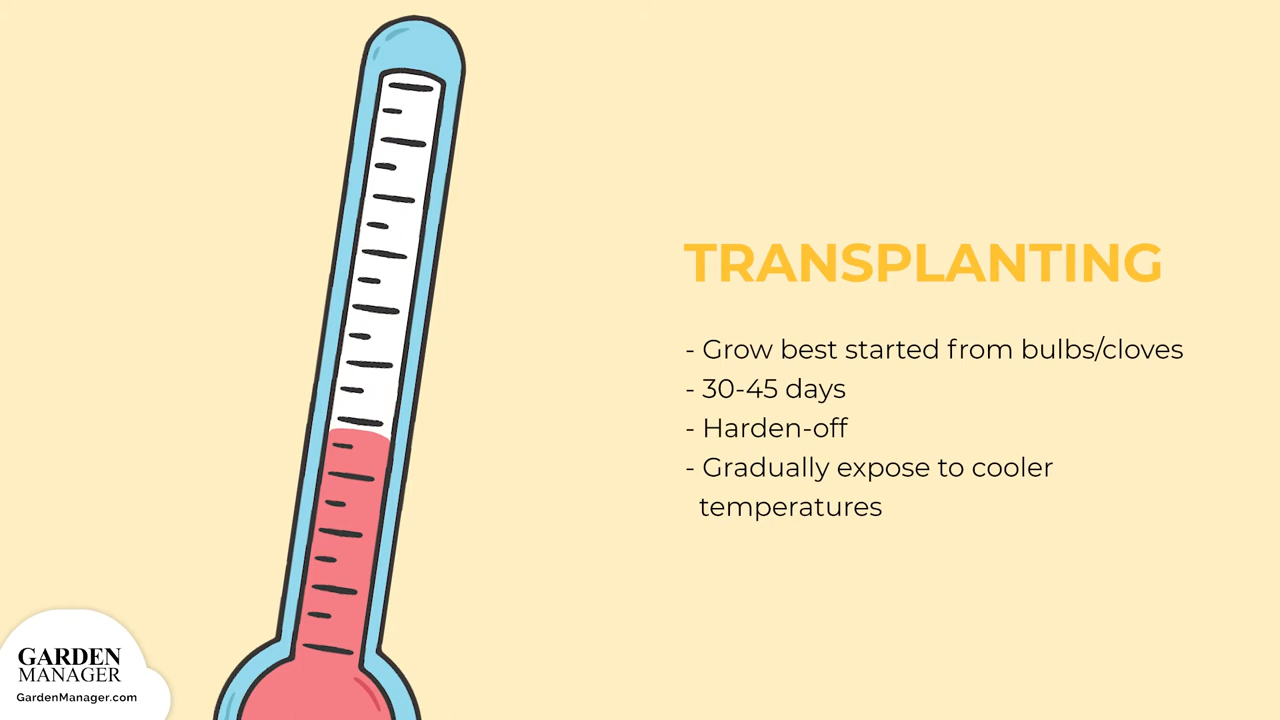 TRANSPLANTING
- Grow best started from bulbs/cloves
- 30-45 days
- Harden-off
- Gradually expose to cooler
temperatures
GARDEN
MANAGER
GardenManager.com